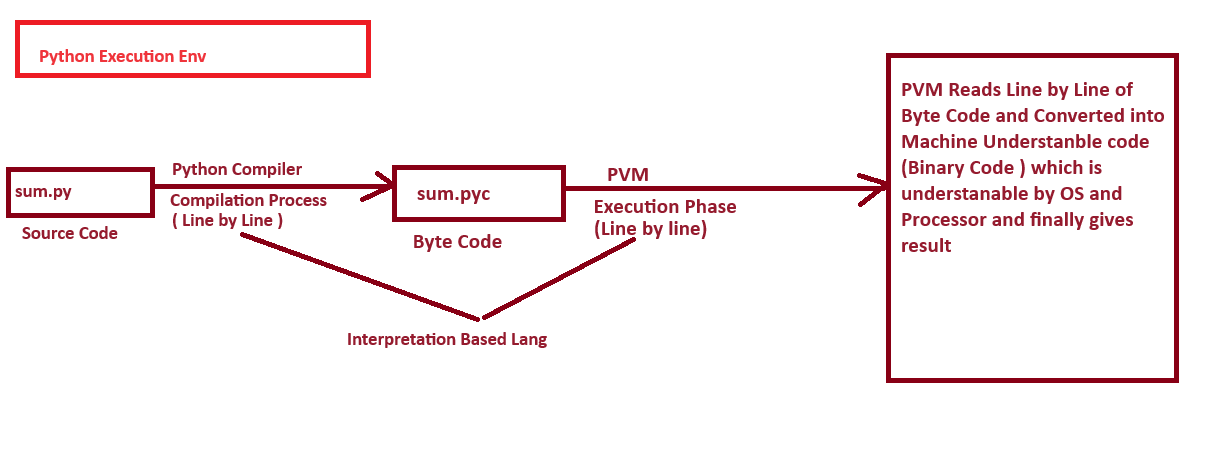 Python Execution Env
sum.py
Source Code
Python Compiler
Compilation Process
( Line by Line )
sum.pyc
Byte Code
PVM
Execution Phase
(Line by line)
Interpretation Based Lang
PVM Reads Line by Line of
Byte Code and Converted into
Machine Understanble code
(Binary Code ) which is
understanable by OS and
Processor and finally gives
result